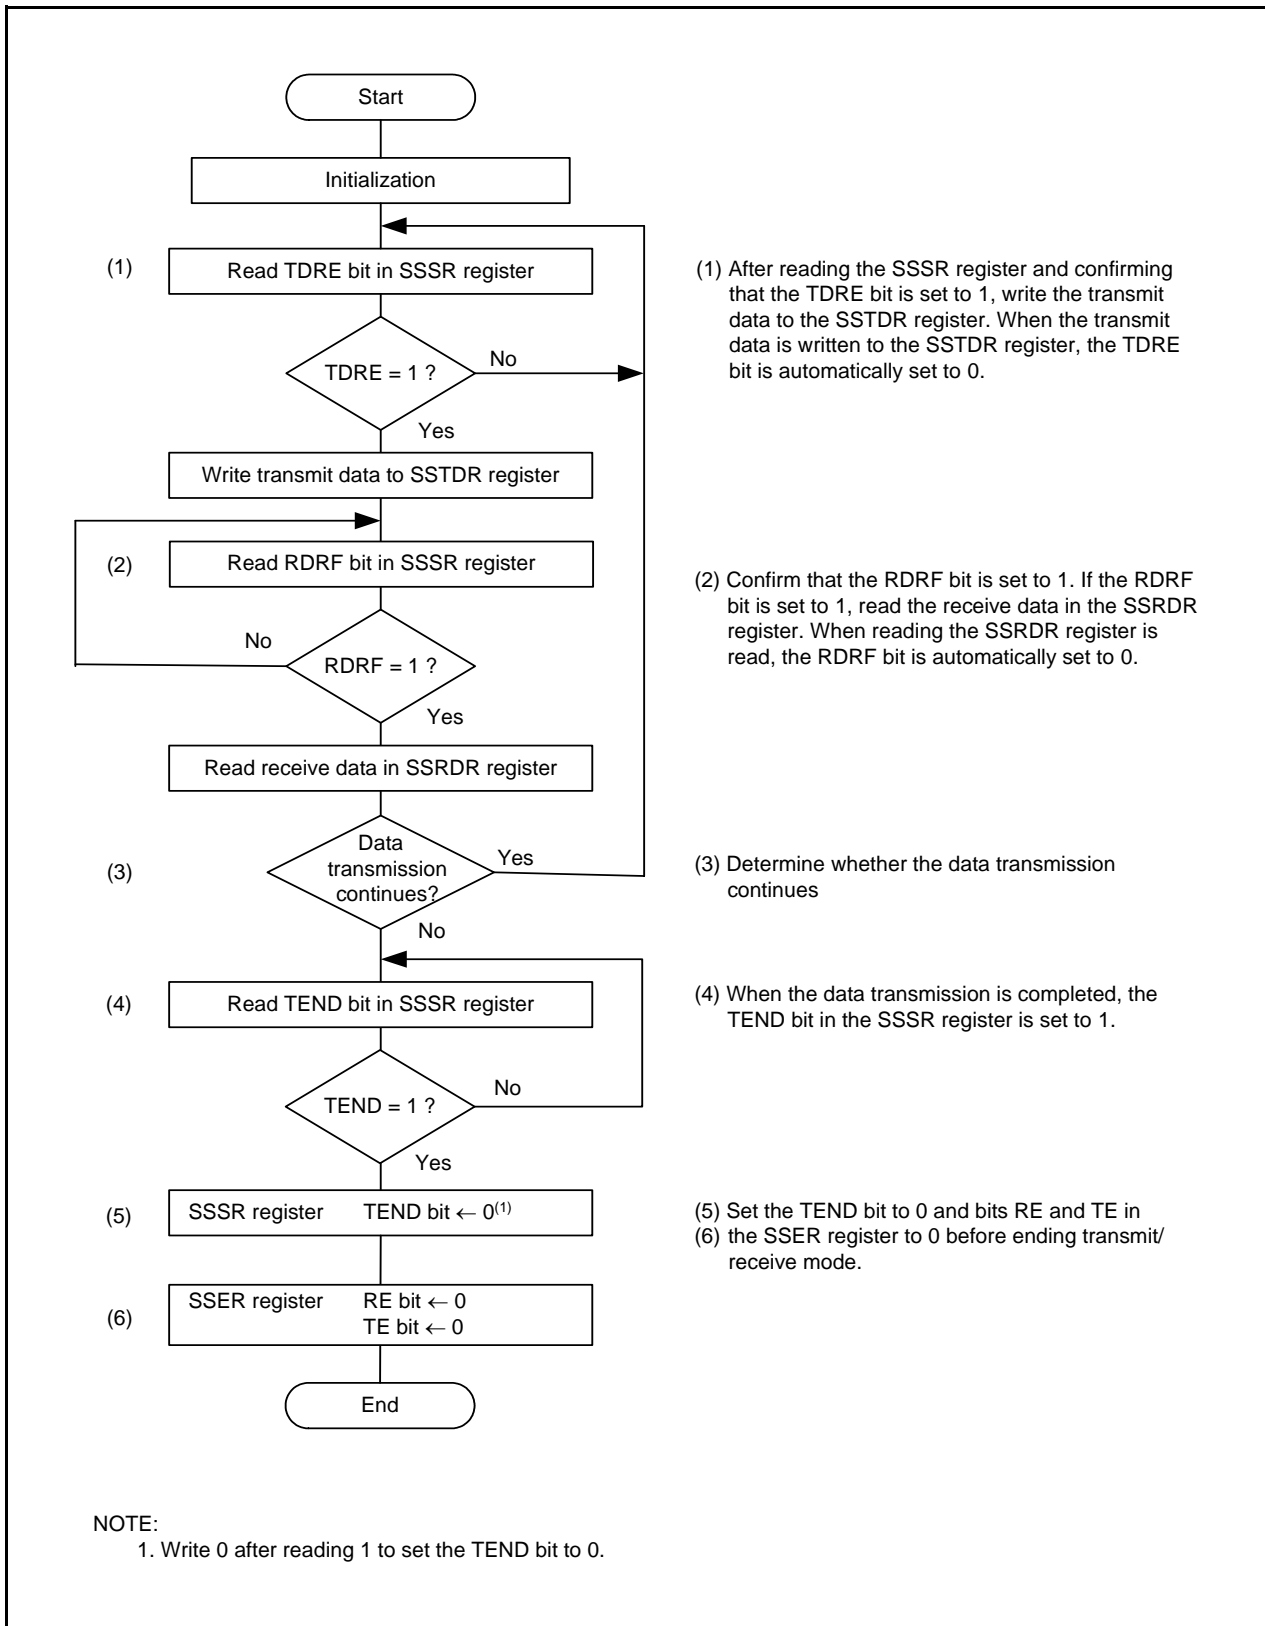 Start
Initialization
(1)
Read TDRE bit in SSSR register
TDRE = 1 ?
No
Yes
Write transmit data to SSTDR register
(2)
Read RDRF bit in SSSR register
No
RDRF = 1 ?
Yes
Read receive data in SSRDR register
(3)
Data
transmission
continues?
Yes
No
(4)
Read TEND bit in SSSR register
TEND = 1 ?
No
Yes
(5)
SSSR register TEND bit ← 0(1)
(6)
SSER register RE bit ← 0
TE bit ← 0
End
(1) After reading the SSSR register and confirming
that the TDRE bit is set to 1, write the transmit
data to the SSTDR register. When the transmit
data is written to the SSTDR register, the TDRE
bit is automatically set to 0.
(2) Confirm that the RDRF bit is set to 1. If the RDRF
bit is set to 1, read the receive data in the SSRDR
register. When reading the SSRDR register is
read, the RDRF bit is automatically set to 0.
(3) Determine whether the data transmission
continues
(4) When the data transmission is completed, the
TEND bit in the SSSR register is set to 1.
(5) Set the TEND bit to 0 and bits RE and TE in
(6) the SSER register to 0 before ending transmit/
receive mode.
NOTE:
1. Write 0 after reading 1 to set the TEND bit to 0.